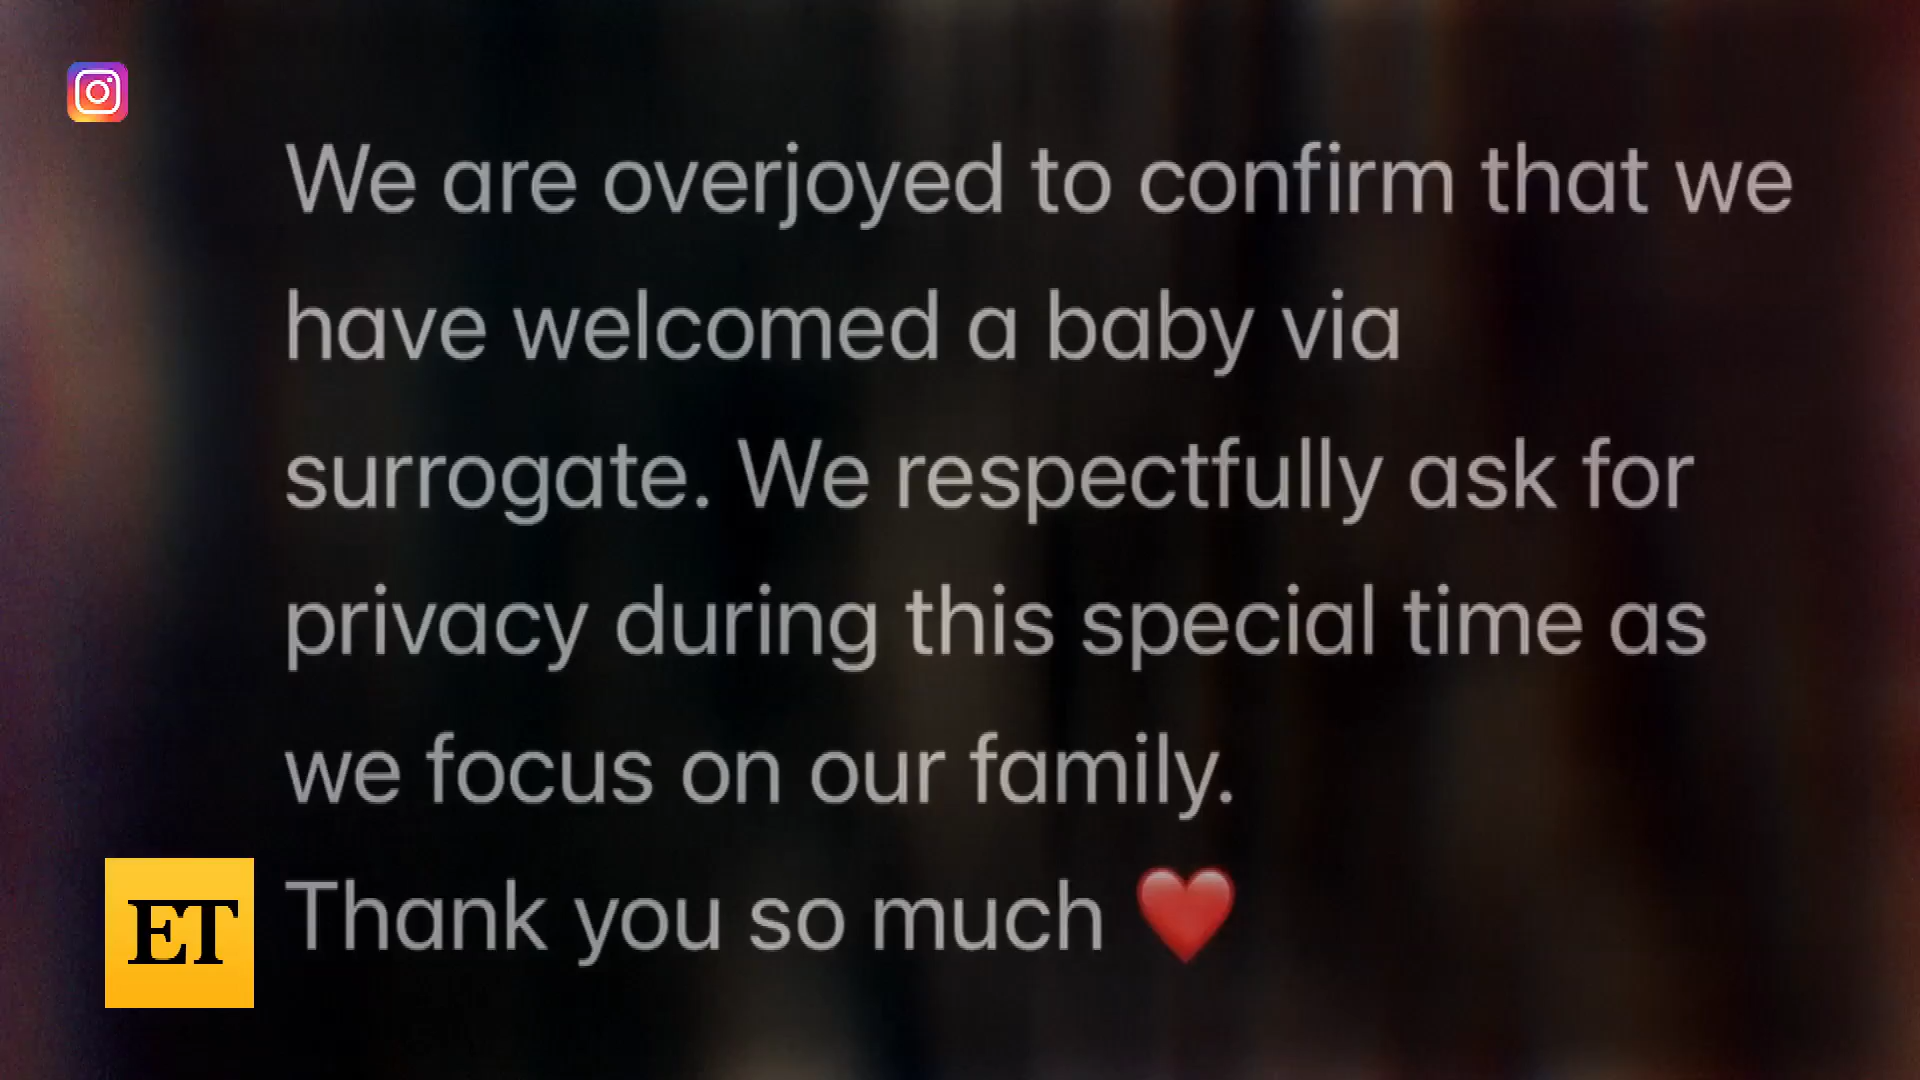 We are overjoyed to confirm that we
have welcomed a baby via
surrogate. We respectfully ask for
privacy during this special time as
we focus on our family.
Thank you so much ❤️
ET